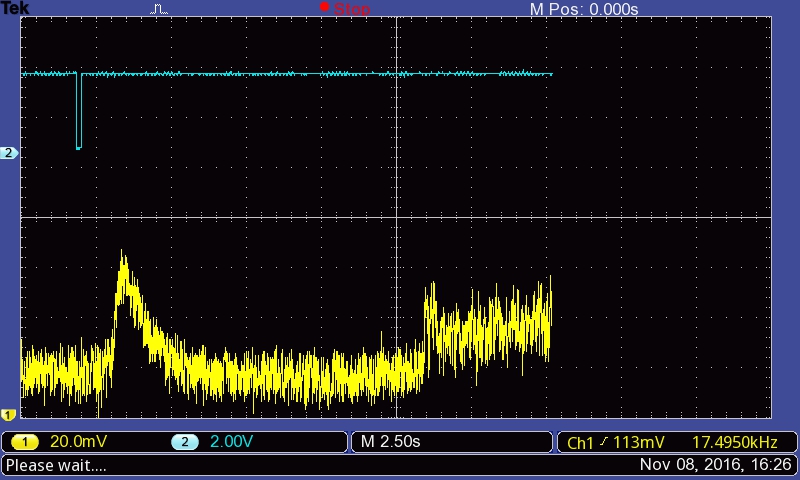 Tek Stop M Pos: 0.000s
2
1
1 20.0mV 2 2.00V M 2.50s Ch1 113mV 17.4950kHz
Please wait.... Nov 08, 2016, 16:26